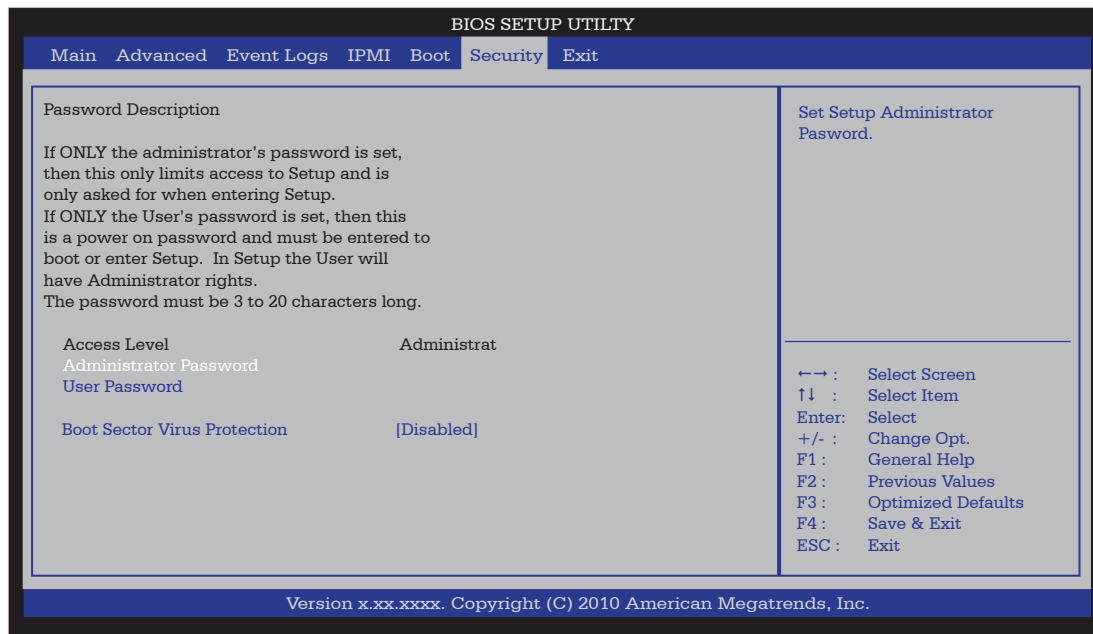 BIOS SETUP UTILTY
Main Advanced Event Logs IPMI Boot Security Exit
Password Description
If ONLY the administrator's password is set,
then this only limits access to Setup and is
only asked for when entering Setup.
If ONLY the User's password is set, then this
is a power on password and must be entered to
boot or enter Setup. In Setup the User will
have Administrator rights.
The password must be 3 to 20 characters long.
Access Level Administrat
Administrator Password
User Password
Boot Sector Virus Protection [Disabled]
Set Setup Administrator
Pasword.
←→ : Select Screen
↑↓ : Select Item
Enter: Select
+/- : Change Opt.
F1 : General Help
F2 : Previous Values
F3 : Optimized Defaults
F4 : Save & Exit
ESC : Exit
Version x.xx.xxxx. Copyright (C) 2010 American Megatrends, Inc.